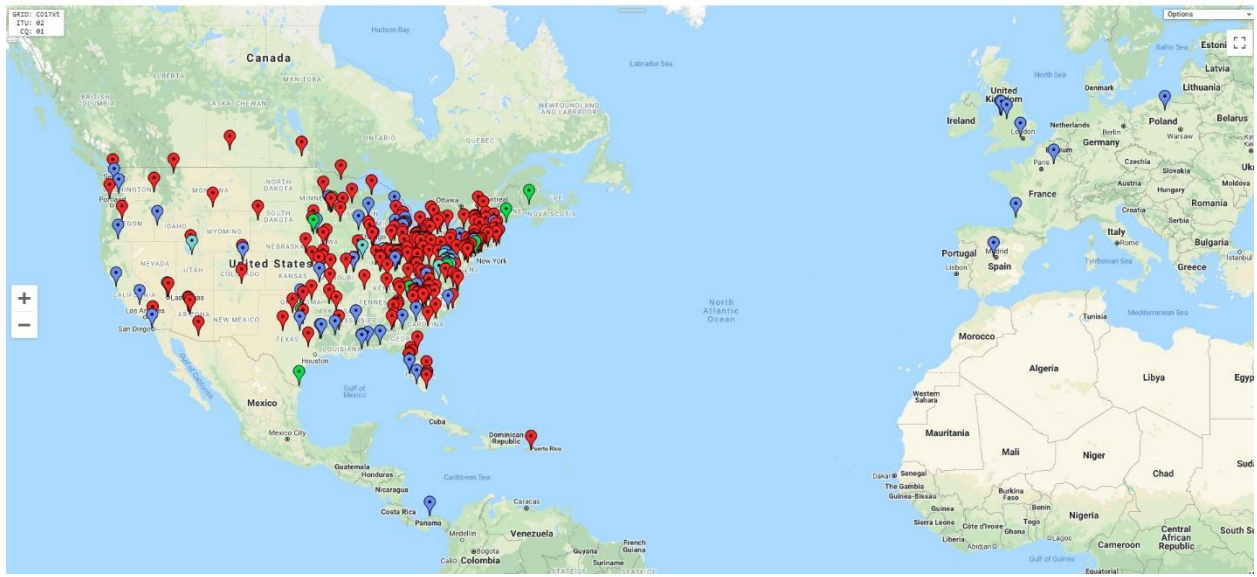 GRID: CO17xt
ITU: 02
CQ: 01
Options
Hudson Bay
Canada
Labrador Sea
North Sea
Baltic Sea
Estonia
Latvia
Lithuania
Denmark
United
Kingdom
Ireland
London
Netherlands
Berlin
Poland
Warsaw
Belarus
Germany
Belgium
Paris
Czechia
Slovakia
Austria
Hungary
Moldova
France
Croatia
Romania
Serbia
Italy
Rome
Bulgaria
Istanbul
Portugal
Madrid
Lisbon
Spain
Tyrrhenian Sea
Greece
ALBERTA
MANITOBA
BRITISH
COLUMBIA
SASKATCHEWAN
ONTARIO
QUEBEC
NEWFOUNDLAND
AND LABRADOR
Ottawa
Montreal
NOVA SCOTIA
PE
WASHINGTON
Portland
MONTANA
NORTH
DAKOTA
SOUTH
DAKOTA
OREGON
IDAHO
WYOMING
NEBRASKA
NEVADA
UTAH
COLORADO
KANSAS
United States
New York
CALIFORNIA
Las Vegas
San Diego
ARIZONA
NEW MEXICO
TEXAS
LOUISIANA
Houston
Gulf of
Mexico
Gulf of California
Mexico
Mexico City
Cuba
Dominican
Republic
Puerto Rico
Guatemala
Honduras
Nicaragua
Caribbean Sea
Costa Rica
Panama
Caracas
Venezuela
Medellin
Bogota
Cali
Colombia
Guyana
Suriname
French
Guiana
North
Atlantic
Ocean
Mediterranean Sea
Tunisia
Morocco
Algeria
Libya
Western
Sahara
Mauritania
Mali
Niger
Chad
Dakar
Senegal
The Gambia
Guinea-Bissau
Burkina
Faso
Guinea
Benin
Nigeria
Sierra Leone
Côte d'Ivoire
Ghana
Togo
Liberia
Abidjan
Lagos
Cameroon
Central
African
Republic
Gulf of Guinea
Equatorial
+
−